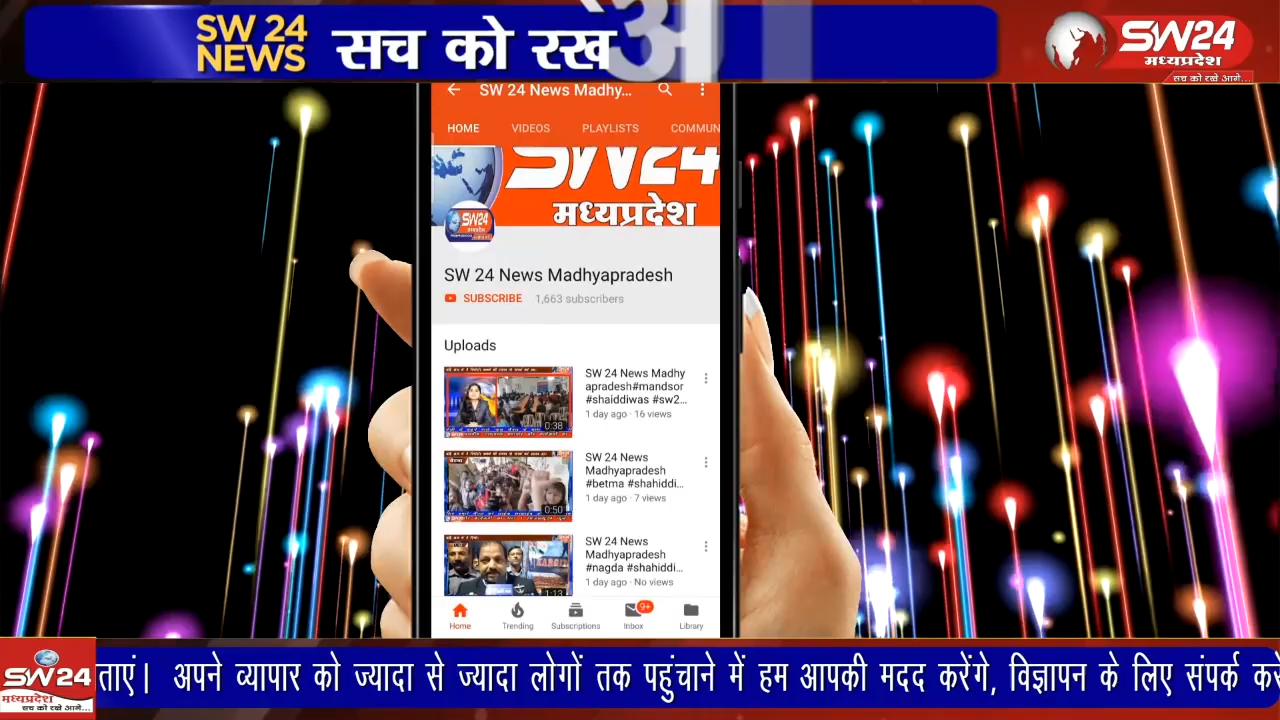 SW 24
NEWS
सच को रखे
SW24
मध्यप्रदेश
सच को रखे आगे...
SW 24 News Madhy...
HOME VIDEOS PLAYLISTS COMMUN
SW24
मध्यप्रदेश
SW24
SW 24 News Madhyapradesh
SUBSCRIBE 1,663 subscribers
Uploads
SW 24 News Madhy
apradesh#mandsor
#shaiddiwas #sw2...
1 day ago · 16 views
0:38
SW 24 News
Madhyapradesh
#betma #shahiddi...
1 day ago · 7 views
0:50
SW 24 News
Madhyapradesh
#nagda #shahiddi...
1 day ago · No views
1:13
Home Trending Subscriptions 9+ Inbox Library
SW24
मध्यप्रदेश
सच को रखे आगे...
ताएं। अपने व्यापार को ज्यादा से ज्यादा लोगों तक पहुंचाने में हम आपकी मदद करेंगे, विज्ञापन के लिए संपर्क कर